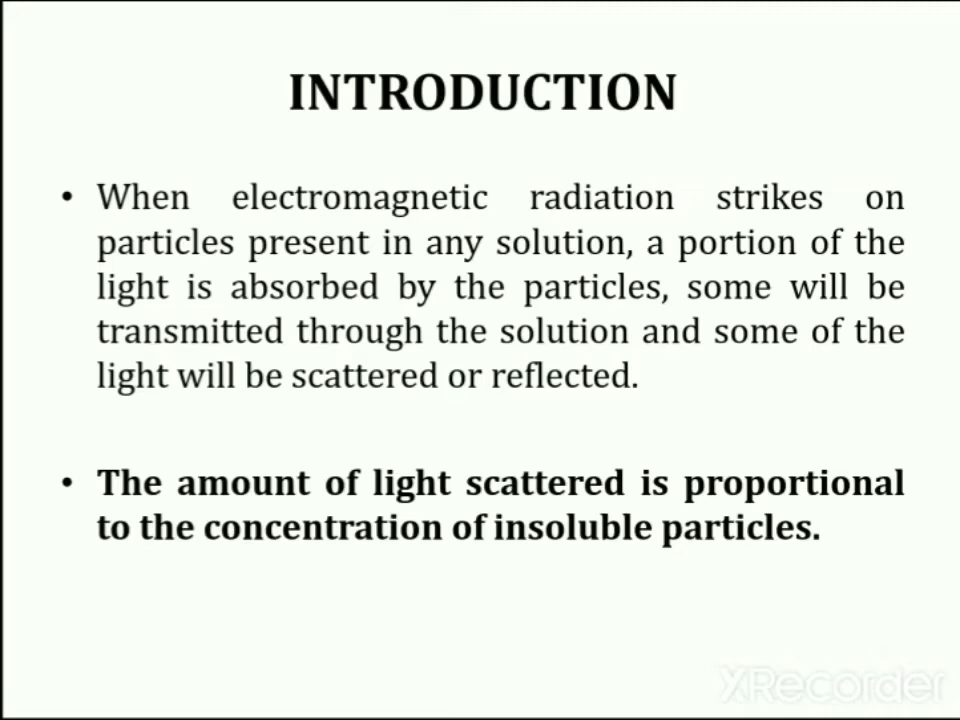 INTRODUCTION
• When electromagnetic radiation strikes on
particles present in any solution, a portion of the
light is absorbed by the particles, some will be
transmitted through the solution and some of the
light will be scattered or reflected.
• The amount of light scattered is proportional
to the concentration of insoluble particles.
XRecorder